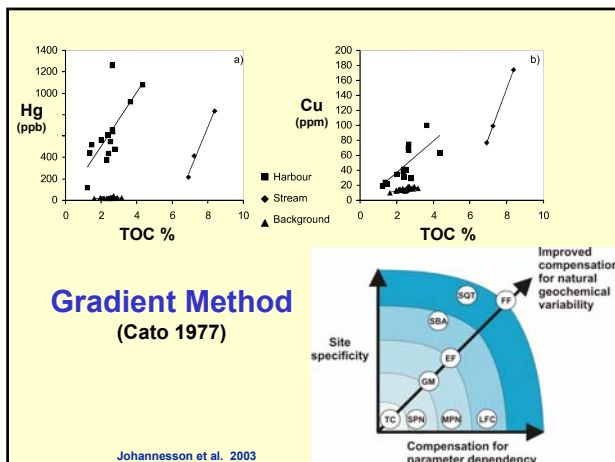 a)
1400
1200
1000
800
600
400
200
0
Hg
(ppb)
0 2 4 6 8 10
TOC %
Harbour
Stream
Background
b)
200
180
160
140
120
100
80
60
40
20
0
Cu
(ppm)
0 2 4 6 8 10
TOC %
Gradient Method
(Cato 1977)
Johannesson et al. 2003
Improved
compensation
for natural
geochemical
variability
Site
specificity
SQT
FF
SBA
EF
GM
TC
SPN
MPN
LFC
Compensation for
parameter dependency